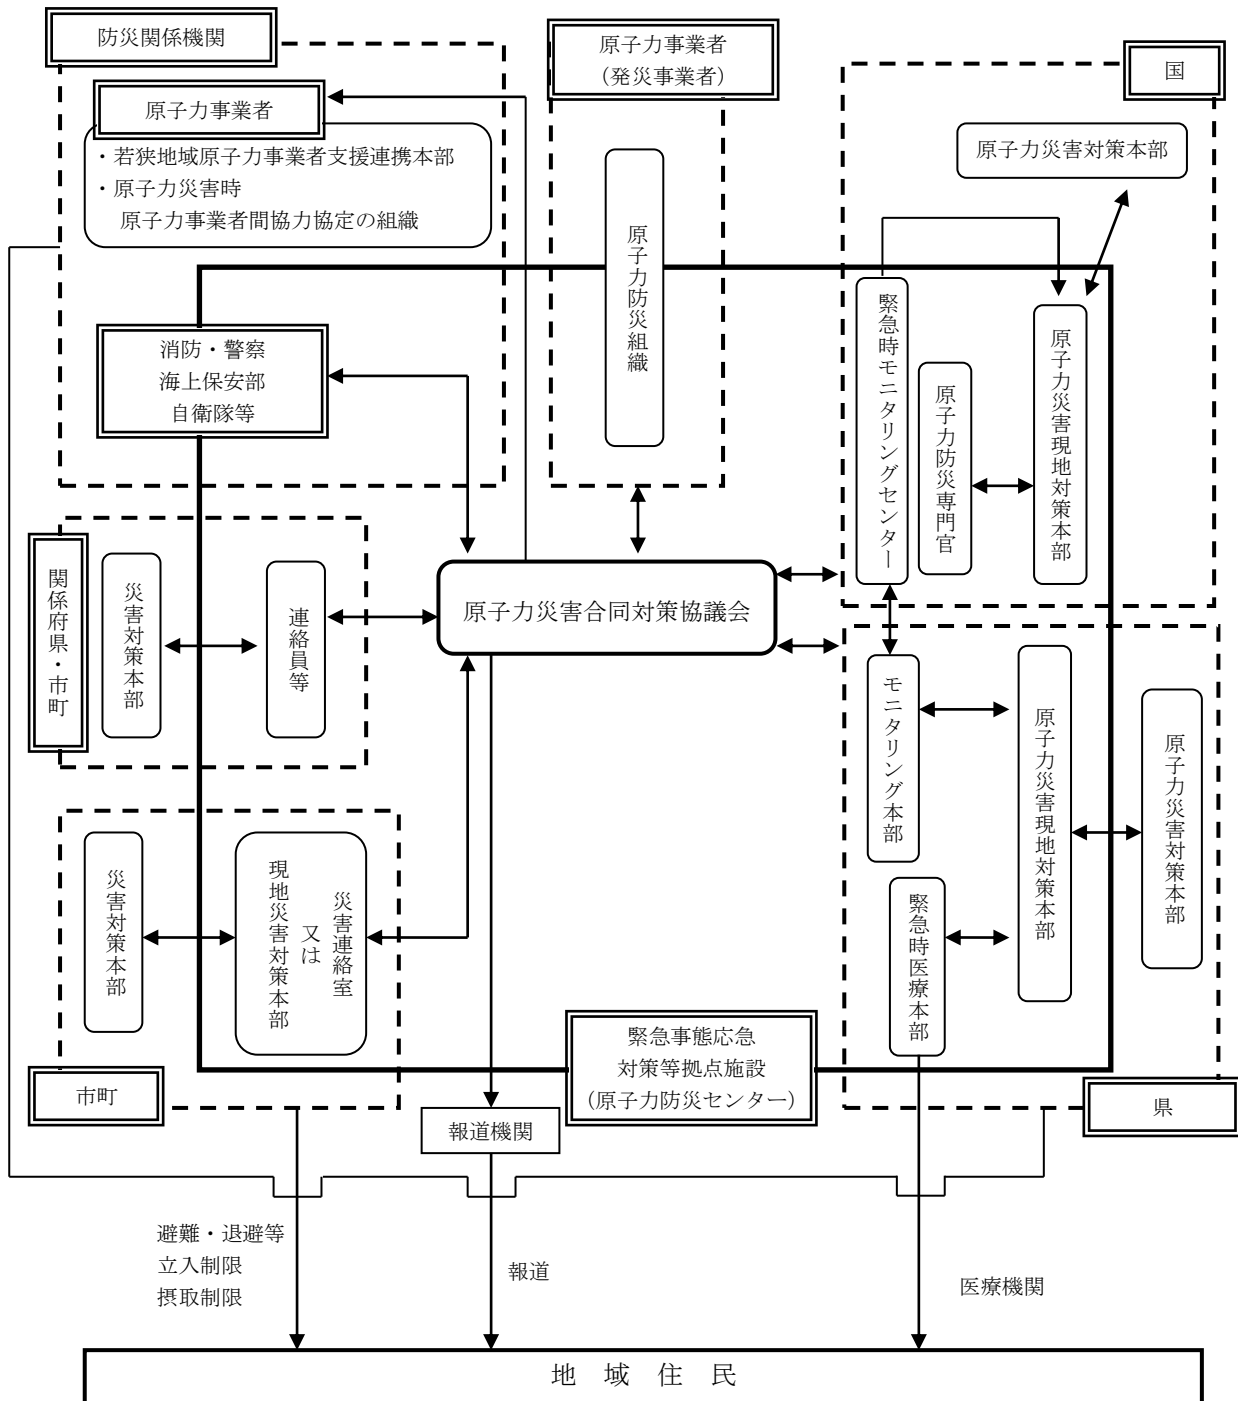 防災関係機関
原子力事業者
・若狭地域原子力事業者支援連携本部
・原子力災害時
原子力事業者間協力協定の組織
消防・警察
海上保安部
自衛隊等
原子力事業者
（発災事業者）
原子力防災組織
国
原子力災害対策本部
緊急時モニタリングセンター
原子力防災専門官
原子力災害現地対策本部
関係府県・市町
災害対策本部
連絡員等
原子力災害合同対策協議会
モニタリング本部
原子力災害現地対策本部
原子力災害対策本部
緊急時医療本部
県
災害対策本部
災害連絡室
又は
現地災害対策本部
市町
緊急事態応急
対策等拠点施設
（原子力防災センター）
報道機関
避難・退避等
立入制限
摂取制限
報道
医療機関
地域住民